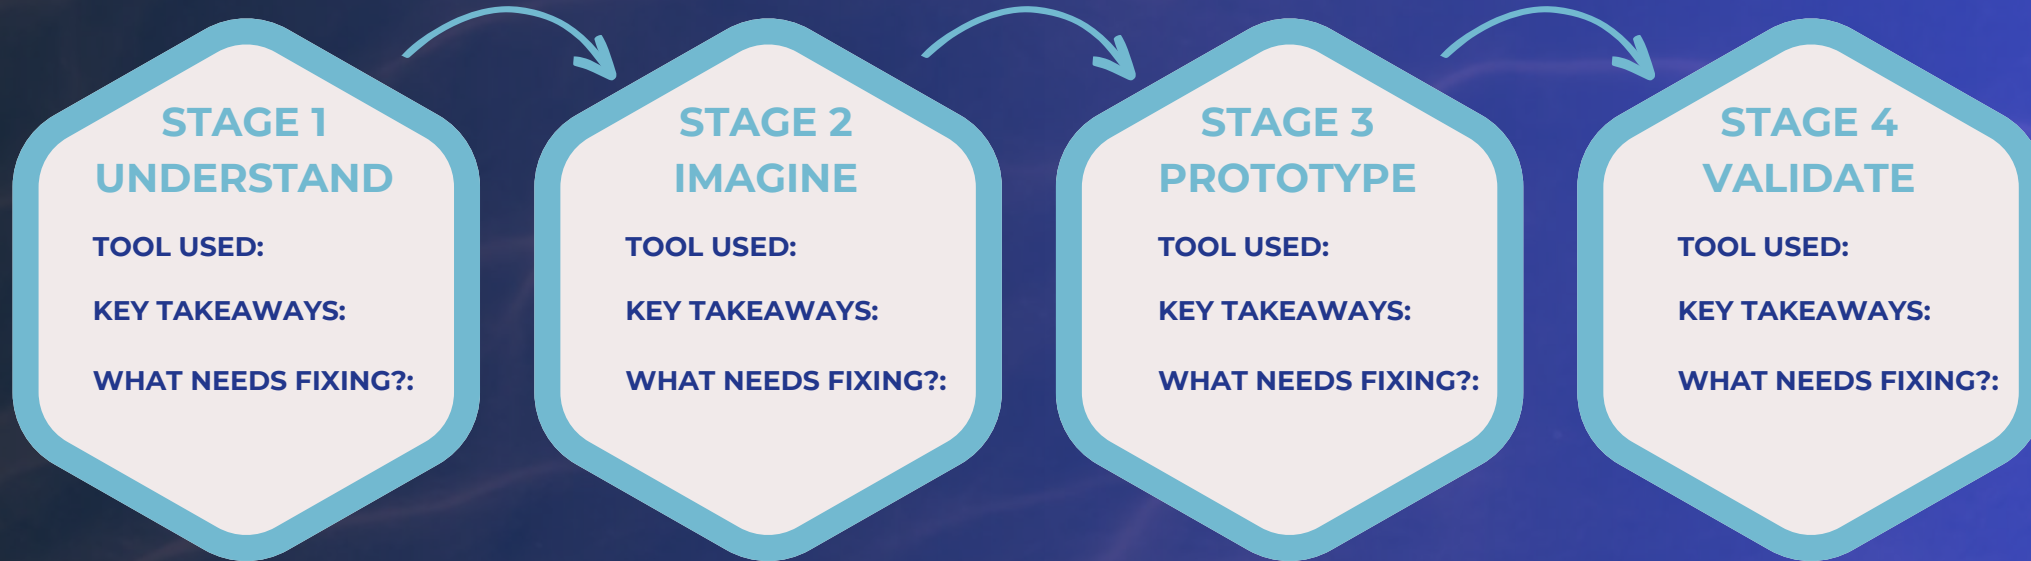 STAGE 1
UNDERSTAND
TOOL USED:
KEY TAKEAWAYS:
WHAT NEEDS FIXING?:
STAGE 2
IMAGINE
TOOL USED:
KEY TAKEAWAYS:
WHAT NEEDS FIXING?:
STAGE 3
PROTOTYPE
TOOL USED:
KEY TAKEAWAYS:
WHAT NEEDS FIXING?:
STAGE 4
VALIDATE
TOOL USED:
KEY TAKEAWAYS:
WHAT NEEDS FIXING?: